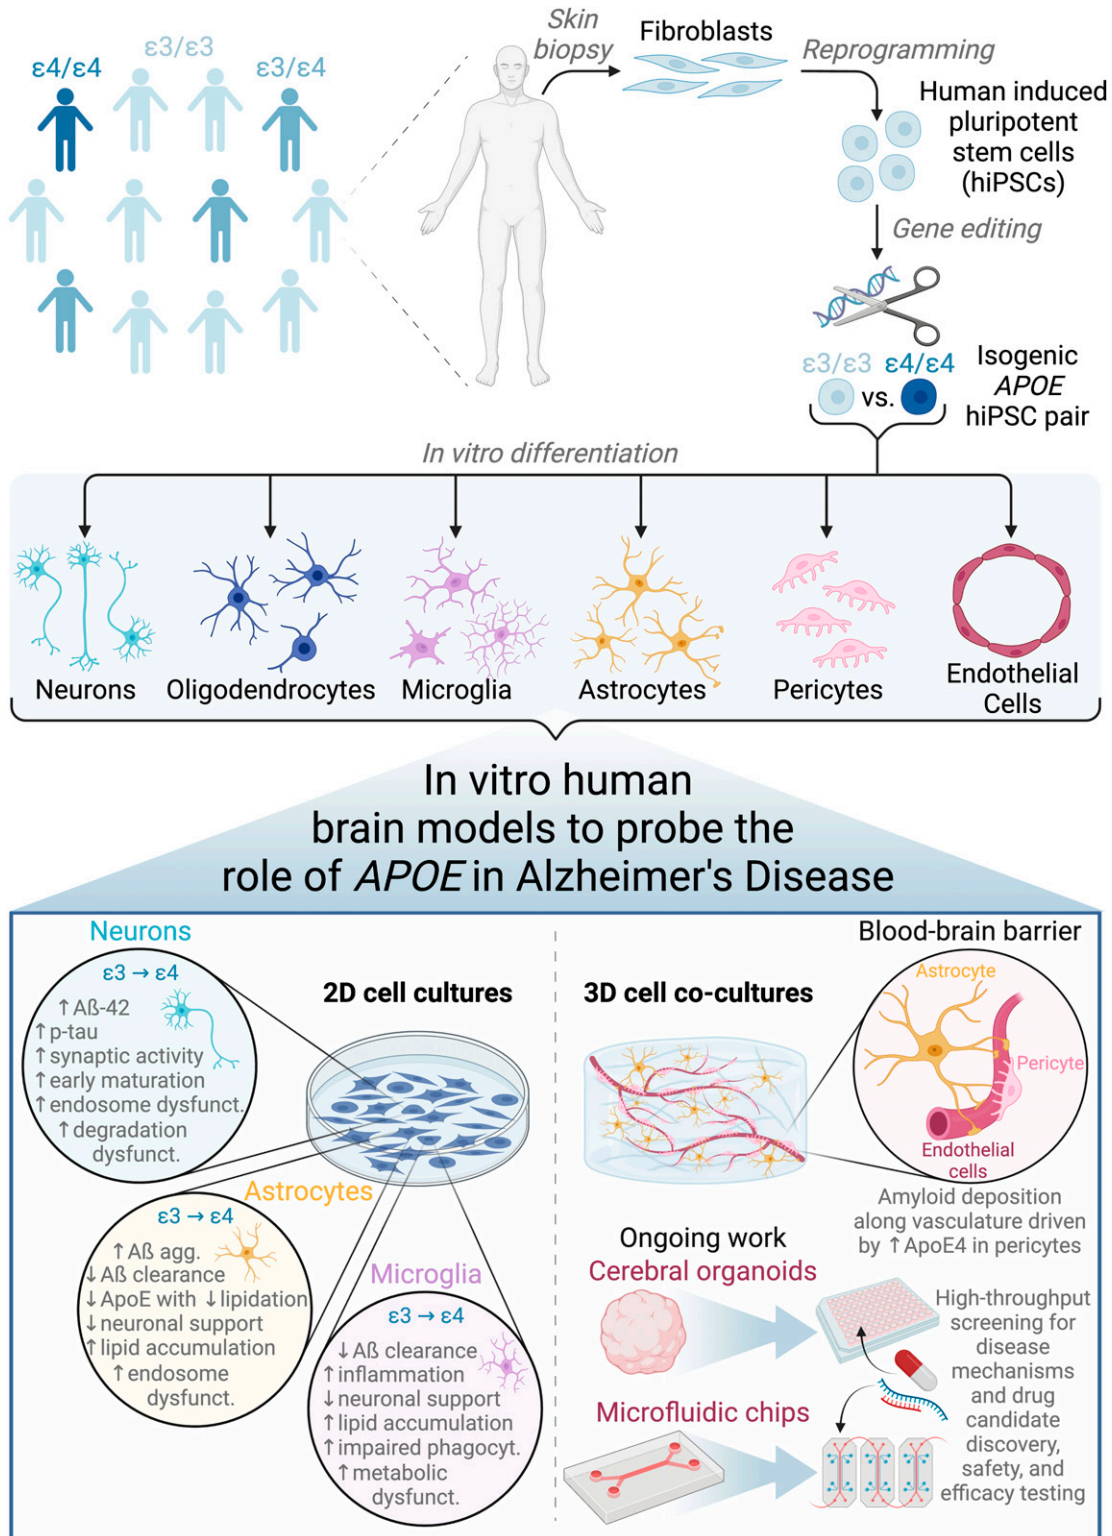 ε3/ε3
ε4/ε4
ε3/ε4
Skin
biopsy
Fibroblasts
Reprogramming
Human induced
pluripotent
stem cells
(hiPSCs)
Gene editing
ε3/ε3 ε4/ε4
vs.
Isogenic
APOE
hiPSC pair
In vitro differentiation
Neurons
Oligodendrocytes
Microglia
Astrocytes
Pericytes
Endothelial
Cells
In vitro human
brain models to probe the
role of APOE in Alzheimer's Disease
Neurons
ε3 → ε4
↑Aß-42
↑p-tau
↑synaptic activity
↑early maturation
↑endosome dysfunct.
↑degradation
dysfunct.
2D cell cultures
Astrocytes
ε3 → ε4
↑Aß agg.
↓Aß clearance
↓ApoE with ↓lipidation
↓neuronal support
↑lipid accumulation
↑endosome
dysfunct.
Microglia
ε3 → ε4
↓Aß clearance
↑inflammation
↓neuronal support
↑lipid accumulation
↑impaired phagocyt.
↑metabolic
dysfunct.
3D cell co-cultures
Blood-brain barrier
Astrocyte
Pericyte
Endothelial
cells
Amyloid deposition
along vasculature driven
by ↑ApoE4 in pericytes
Ongoing work
Cerebral organoids
Microfluidic chips
High-throughput
screening for
disease
mechanisms
and drug
candidate
discovery,
safety, and
efficacy testing